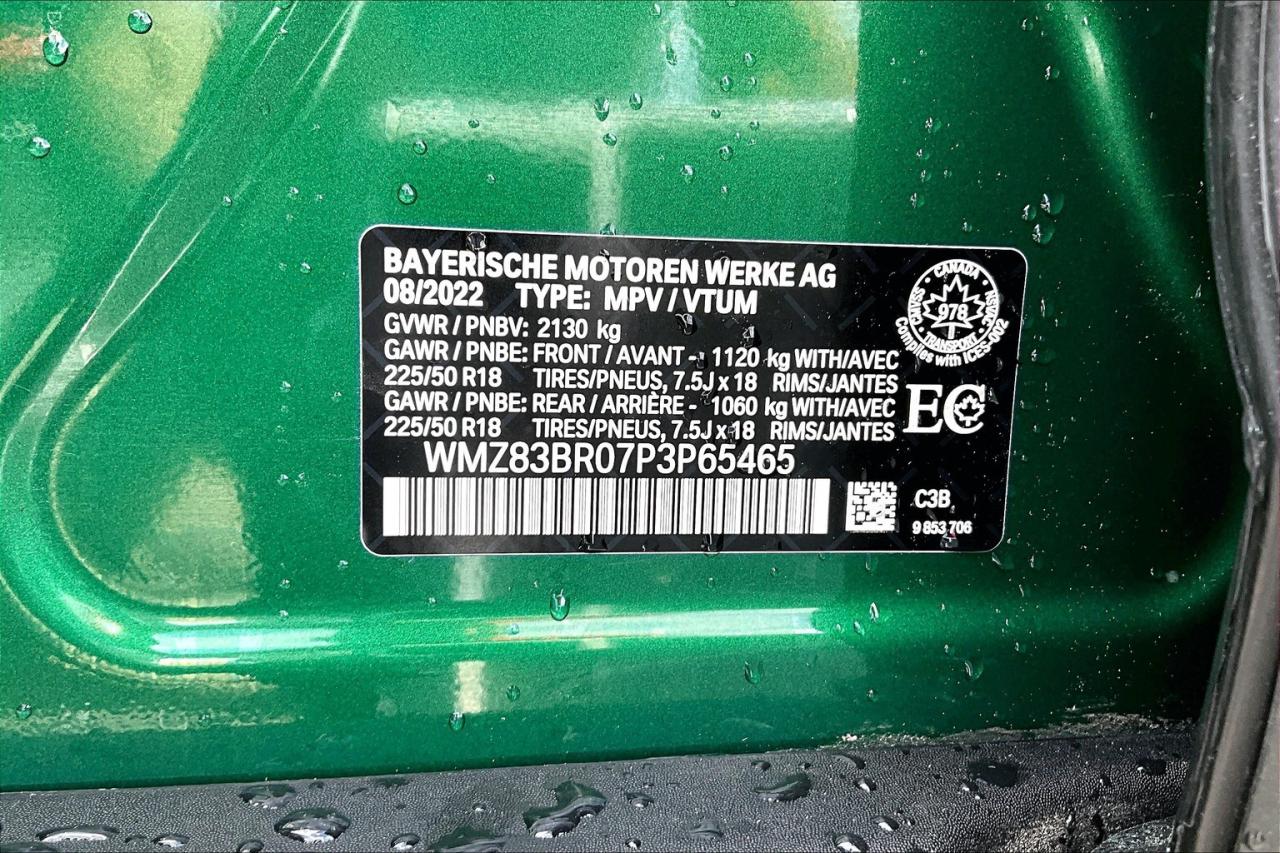 BAYERISCHE MOTOREN WERKE AG
08/2022 TYPE: MPV / VTUM
GVWR / PNBV: 2130 kg
GAWR / PNBE: FRONT / AVANT - 1120 kg WITH/AVEC
225/50 R18 TIRES/PNEUS, 7.5J x 18 RIMS/JANTES
GAWR / PNBE: REAR / ARRIÈRE - 1060 kg WITH/AVEC
225/50 R18 TIRES/PNEUS, 7.5J x 18 RIMS/JANTES
WMZ83BR07P3P65465
CANADA
CMVSS
978
NSVAC
TRANSPORT
Complies with ICES-002
EC
C3B
9 853 706